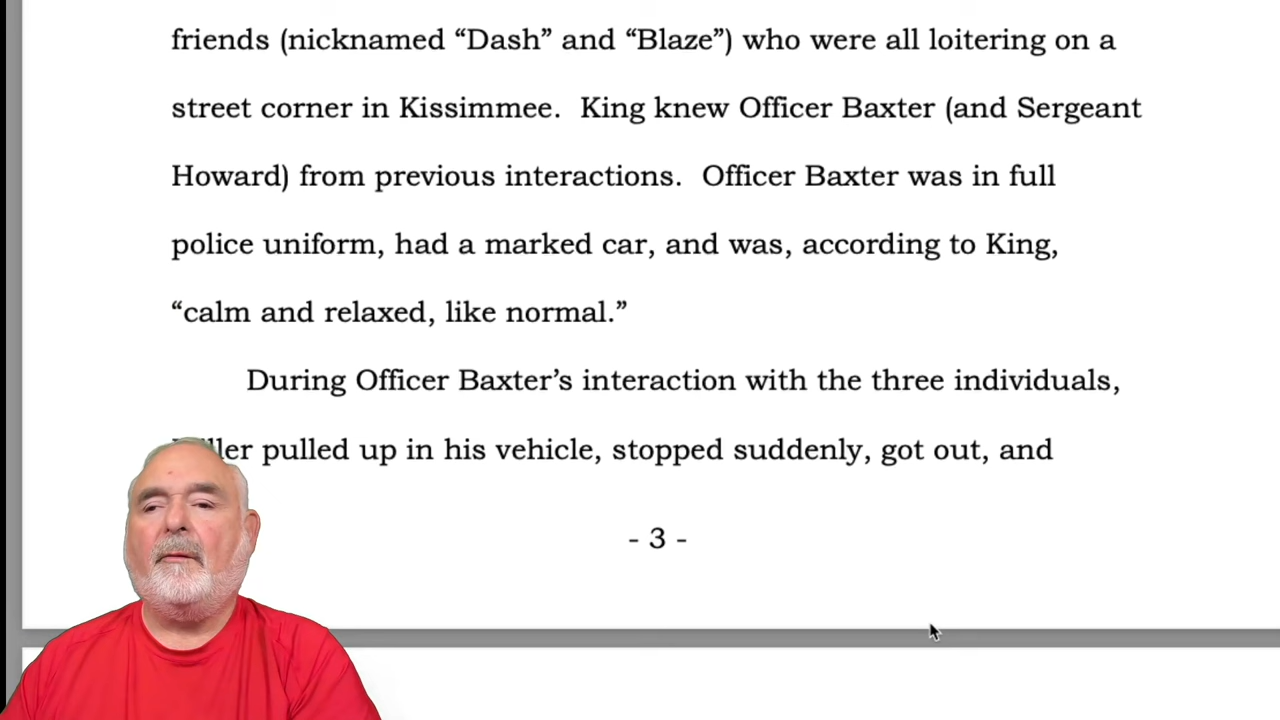 friends (nicknamed “Dash” and “Blaze”) who were all loitering on a
street corner in Kissimmee.  King knew Officer Baxter (and Sergeant
Howard) from previous interactions.  Officer Baxter was in full
police uniform, had a marked car, and was, according to King,
“calm and relaxed, like normal.”
During Officer Baxter’s interaction with the three individuals,
pulled up in his vehicle, stopped suddenly, got out, and
- 3 -